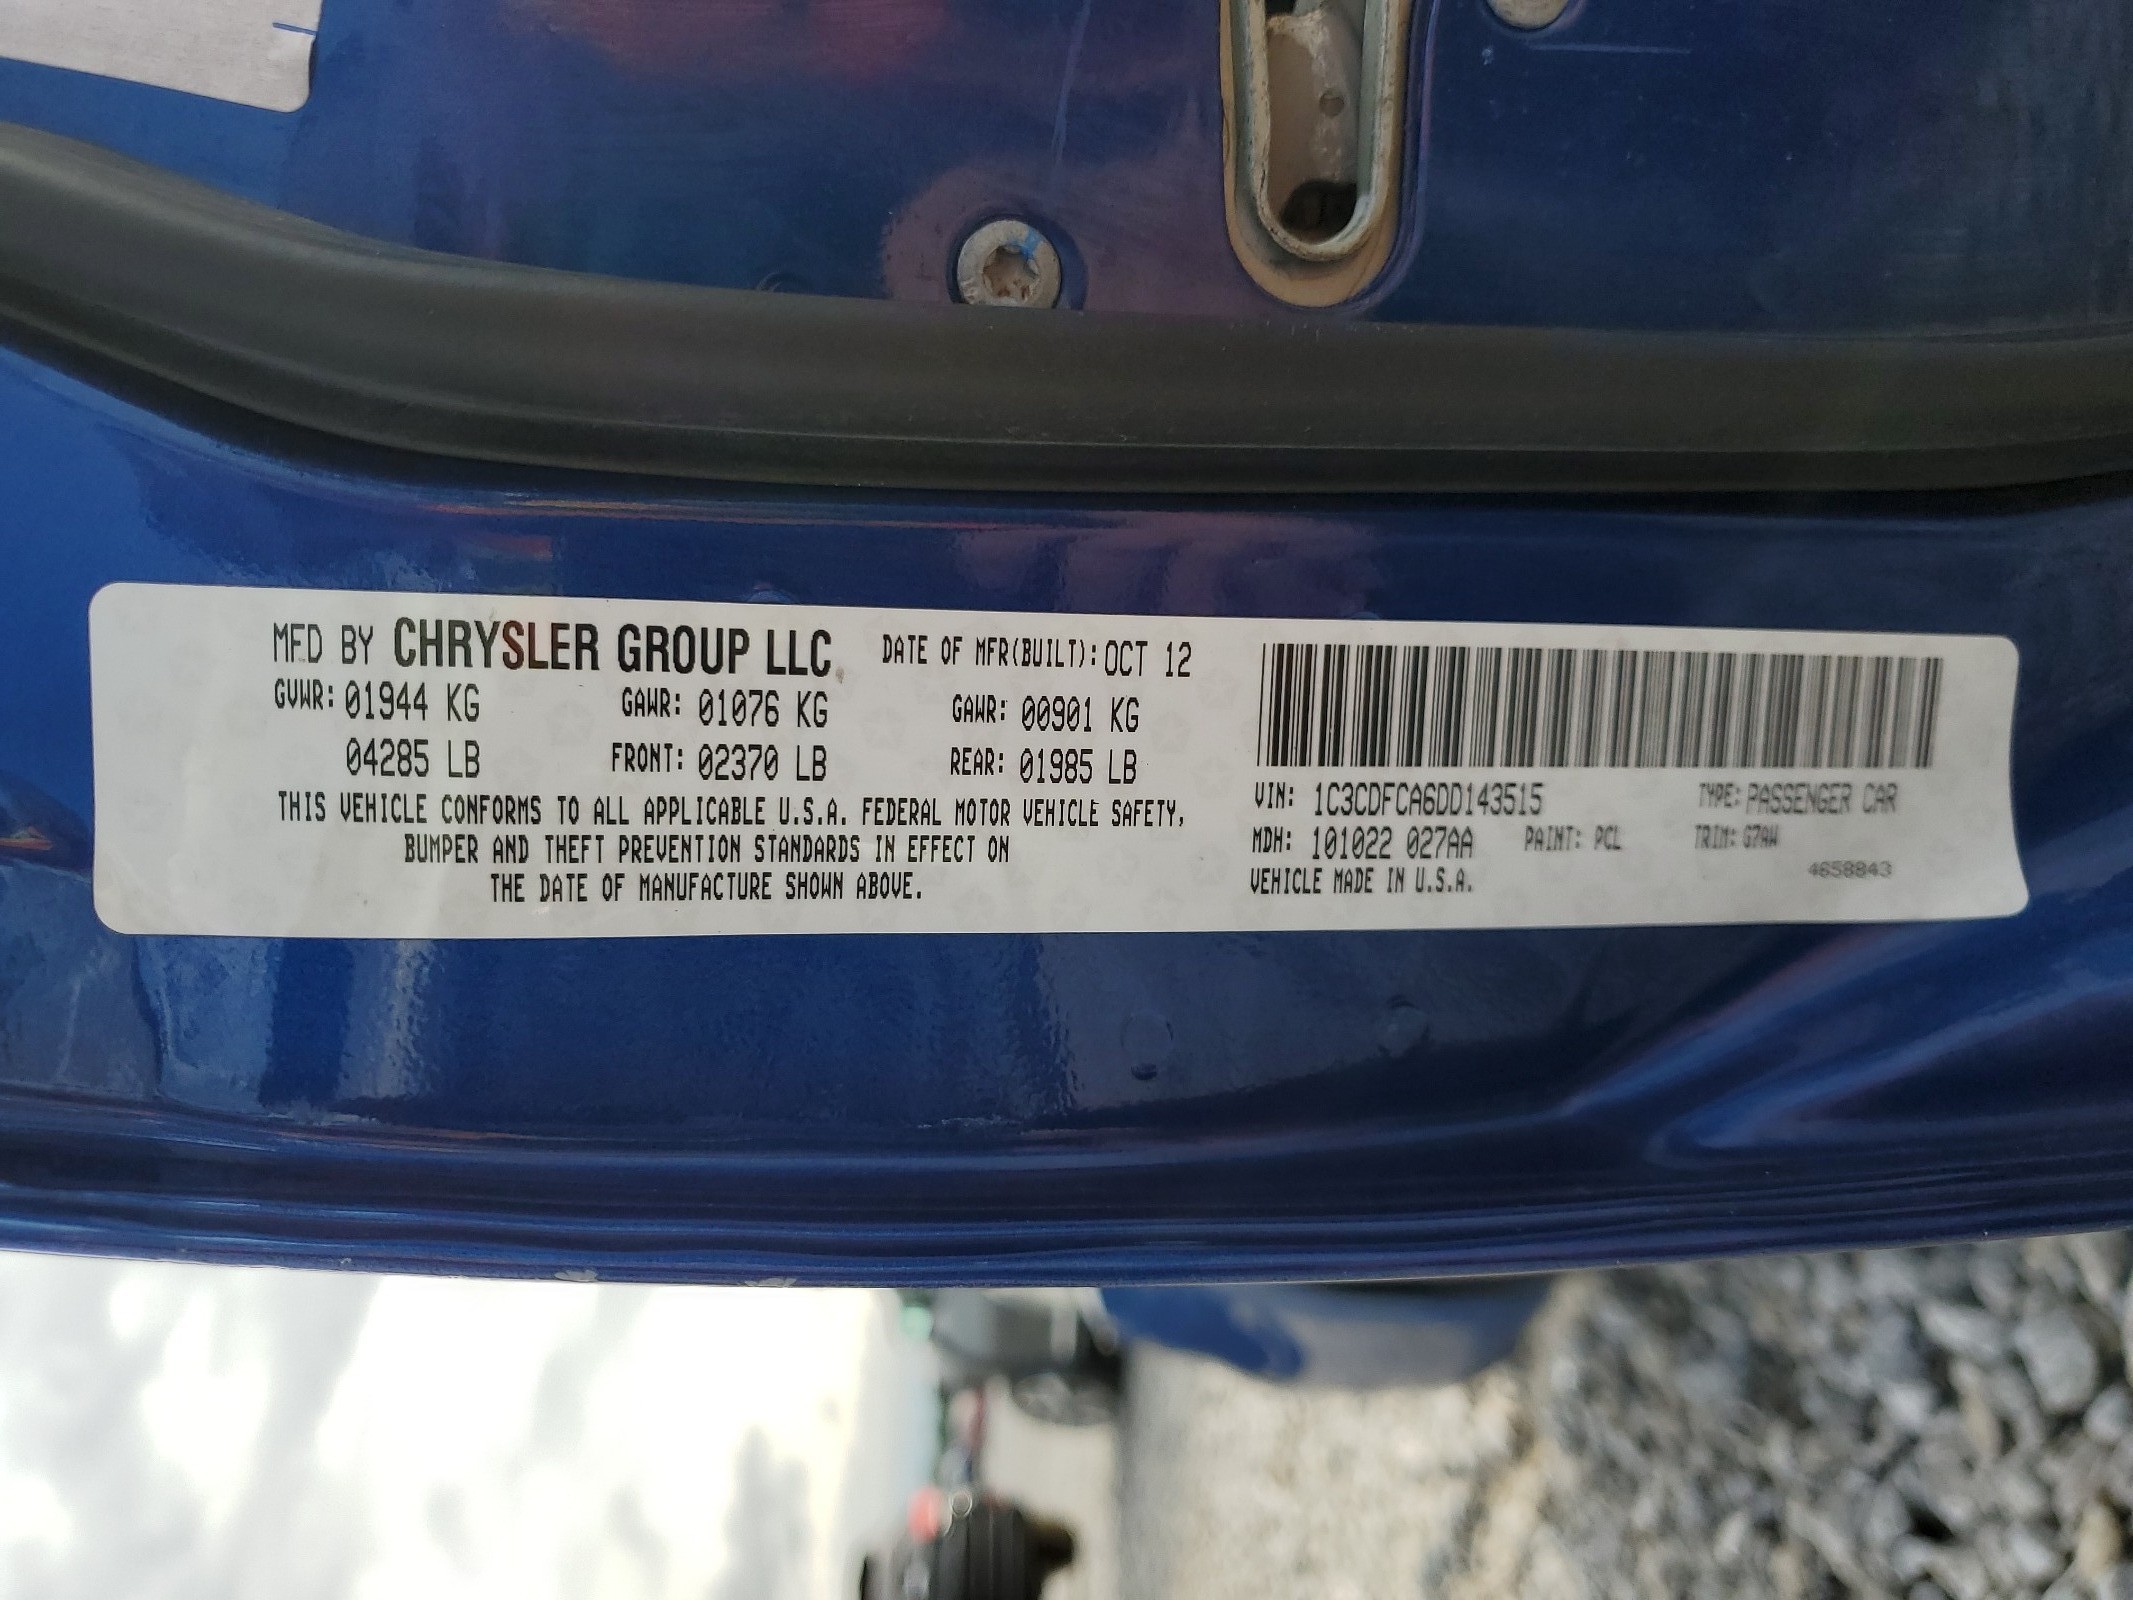 MFD BY CHRYSLER GROUP LLC DATE OF MFR(BUILT): OCT 12
GVWR: 01944 KG GAWR: 01076 KG GAWR: 00901 KG
04285 LB FRONT: 02370 LB REAR: 01985 LB
THIS VEHICLE CONFORMS TO ALL APPLICABLE U.S.A. FEDERAL MOTOR VEHICLE SAFETY,
BUMPER AND THEFT PREVENTION STANDARDS IN EFFECT ON
THE DATE OF MANUFACTURE SHOWN ABOVE.
VIN: 1C3CDFCA6DD143515 TYPE: PASSENGER CAR
MDH: 101022 027AA PAINT: PCL TRIM: G7AW
VEHICLE MADE IN U.S.A. 4658843